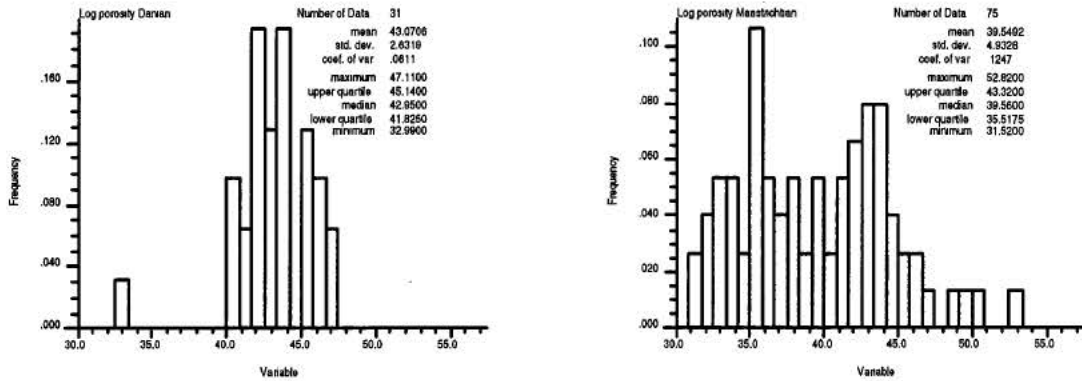 Log porosity Danian
Number of Data 31
mean 43.0706
std. dev. 2.6319
coef. of var .0611
maximum 47.1100
upper quartile 45.1400
median 42.9500
lower quartile 41.8250
minimum 32.9900
Frequency
.160
.120
.080
.040
.000
30.0 35.0 40.0 45.0 50.0 55.0
Variable
Log porosity Maastrichtian
Number of Data 75
mean 39.5492
std. dev. 4.9328
coef. of var 1247
maximum 52.8200
upper quartile 43.3200
median 39.5600
lower quartile 35.5175
minimum 31.5200
Frequency
.100
.080
.060
.040
020
.000
30.0 35.0 40.0 45.0 50.0 55.0
Variable